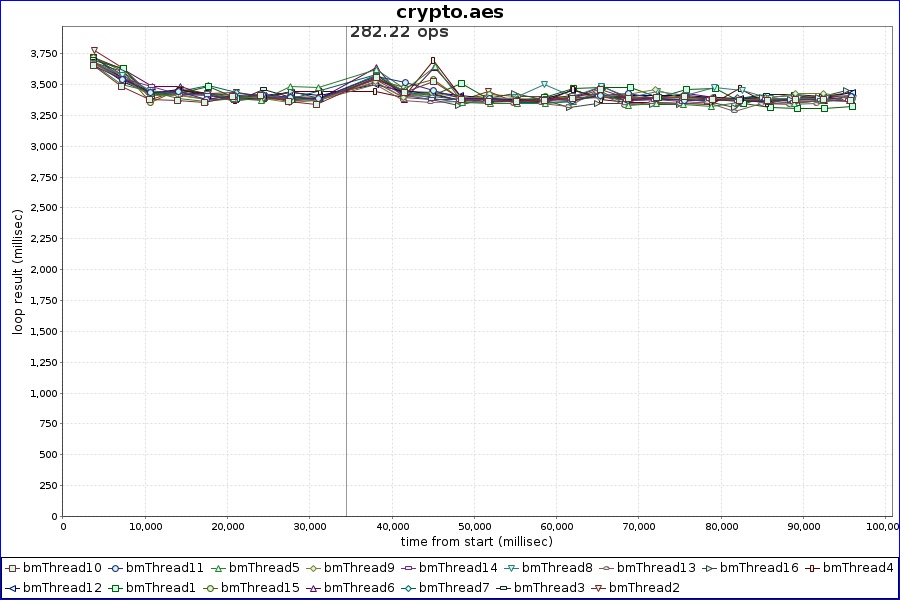 crypto.aes
282.22 ops
loop result (millisec)
3,750
3,500
3,250
3,000
2,750
2,500
2,250
2,000
1,750
1,500
1,250
1,000
750
500
250
0
0 10,000 20,000 30,000 40,000 50,000 60,000 70,000 80,000 90,000 100,00
time from start (millisec)
bmThread10 bmThread11 bmThread5 bmThread9 bmThread14 bmThread8 bmThread13 bmThread16 bmThread4
bmThread12 bmThread1 bmThread15 bmThread6 bmThread7 bmThread3 bmThread2